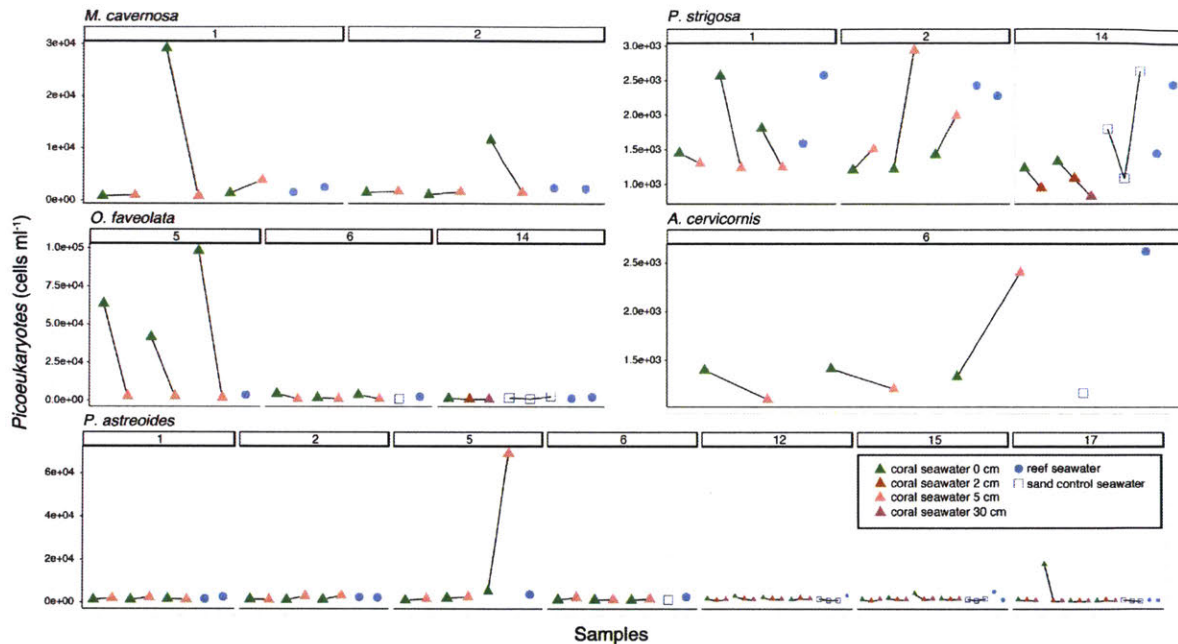 M. cavernosa
1 2
3e+04
2e+04
1e+04
0e+00
P. strigosa
1 2 14
3.0e+03
2.5e+03
2.0e+03
1.5e+03
1.0e+03
O. faveolata
5 6 14
1.0e+05
7.5e+04
5.0e+04
2.5e+04
0.0e+00
A. cervicornis
6
2.5e+03
2.0e+03
1.5e+03
Picoeukaryotes (cells ml⁻¹)
P. astreoides
1 2 5 6 12 15 17
6e+04
4e+04
2e+04
0e+00
coral seawater 0 cm
coral seawater 2 cm
coral seawater 5 cm
coral seawater 30 cm
reef seawater
sand control seawater
Samples